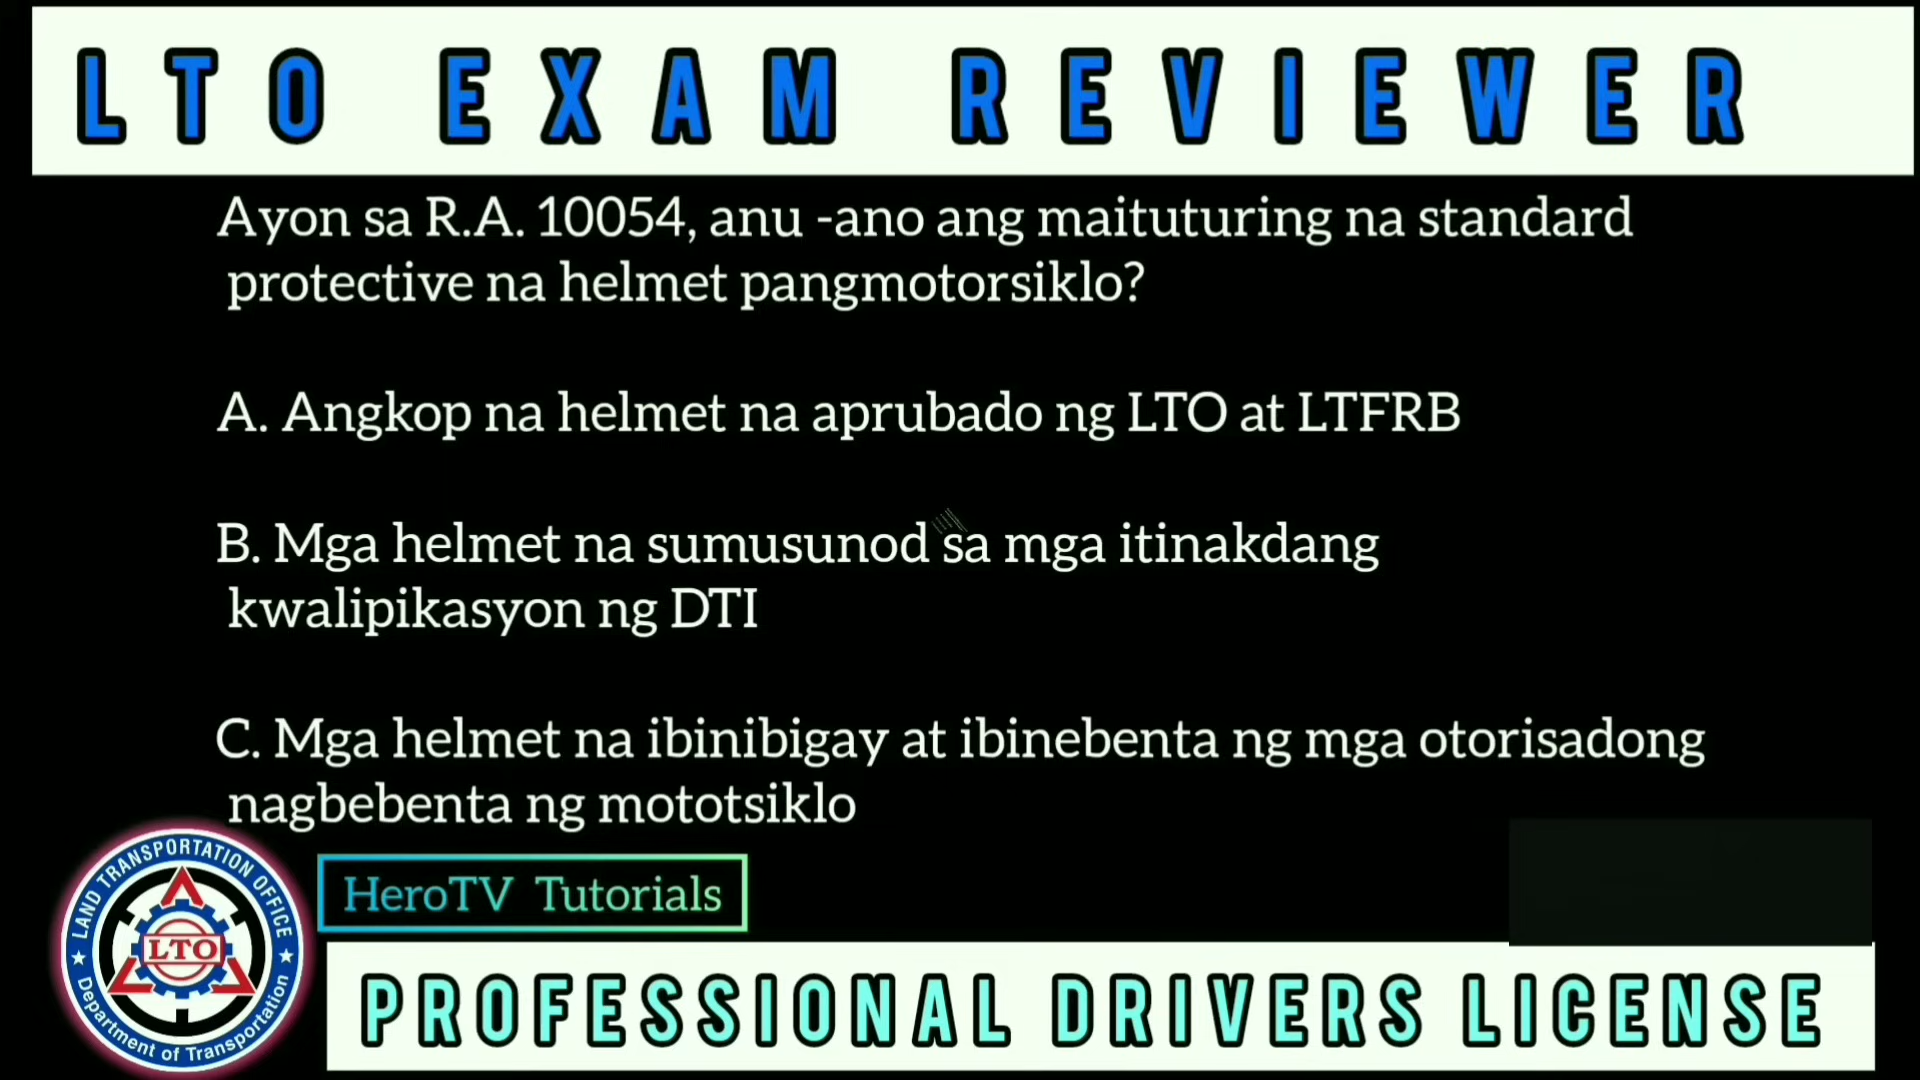 LTO EXAM REVIEWER
Ayon sa R.A. 10054, anu -ano ang maituturing na standard
protective na helmet pangmotorsiklo?
A. Angkop na helmet na aprubado ng LTO at LTFRB
B. Mga helmet na sumusunod sa mga itinakdang
kwalipikasyon ng DTI
C. Mga helmet na ibinibigay at ibinebenta ng mga otorisadong
nagbebenta ng mototsiklo
LAND TRANSPORTATION OFFICE
LTO
Department of Transportation
HeroTV Tutorials
PROFESSIONAL DRIVERS LICENSE